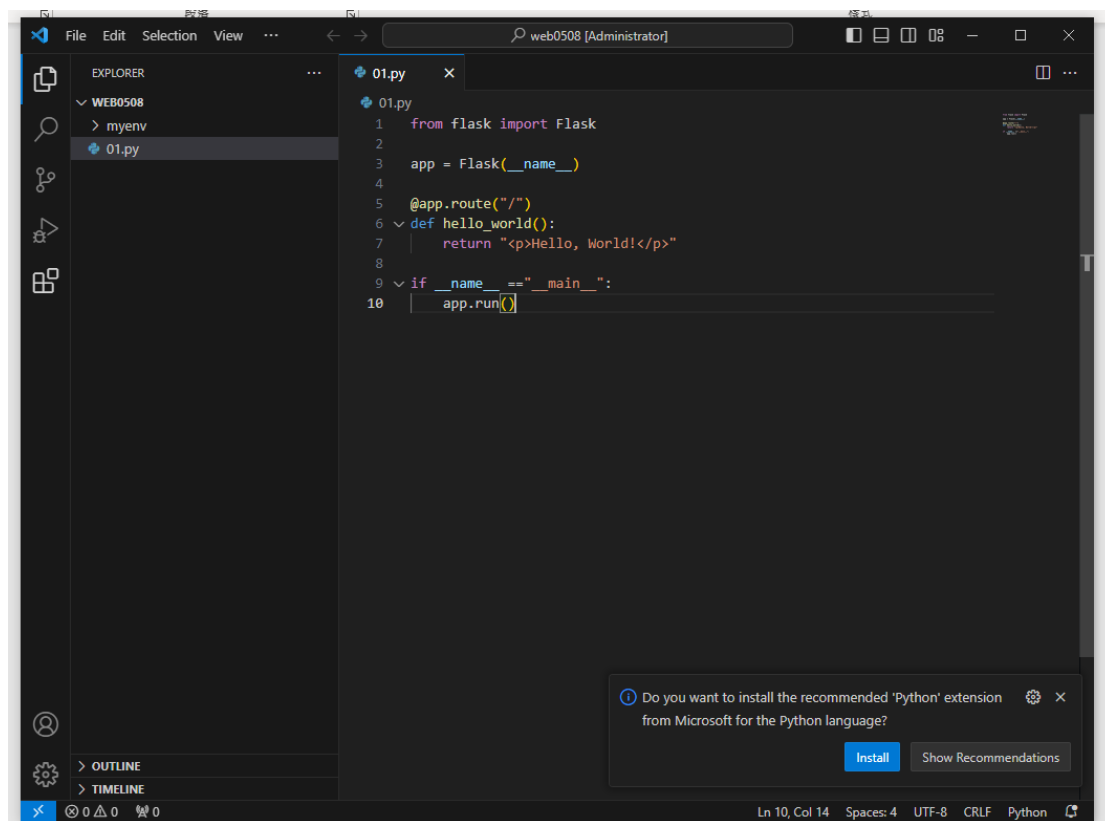 段落
樣式
File Edit Selection View ··· web0508 [Administrator]
EXPLORER ···
WEB0508
myenv
01.py
01.py
01.py
1 from flask import Flask
2
3 app = Flask(__name__)
4
5 @app.route("/")
6 def hello_world():
7 return "<p>Hello, World!</p>"
8
9 if __name__ =="__main__":
10 app.run()
Do you want to install the recommended 'Python' extension
from Microsoft for the Python language?
Install Show Recommendations
OUTLINE
TIMELINE
0 0 0 Ln 10, Col 14 Spaces: 4 UTF-8 CRLF Python